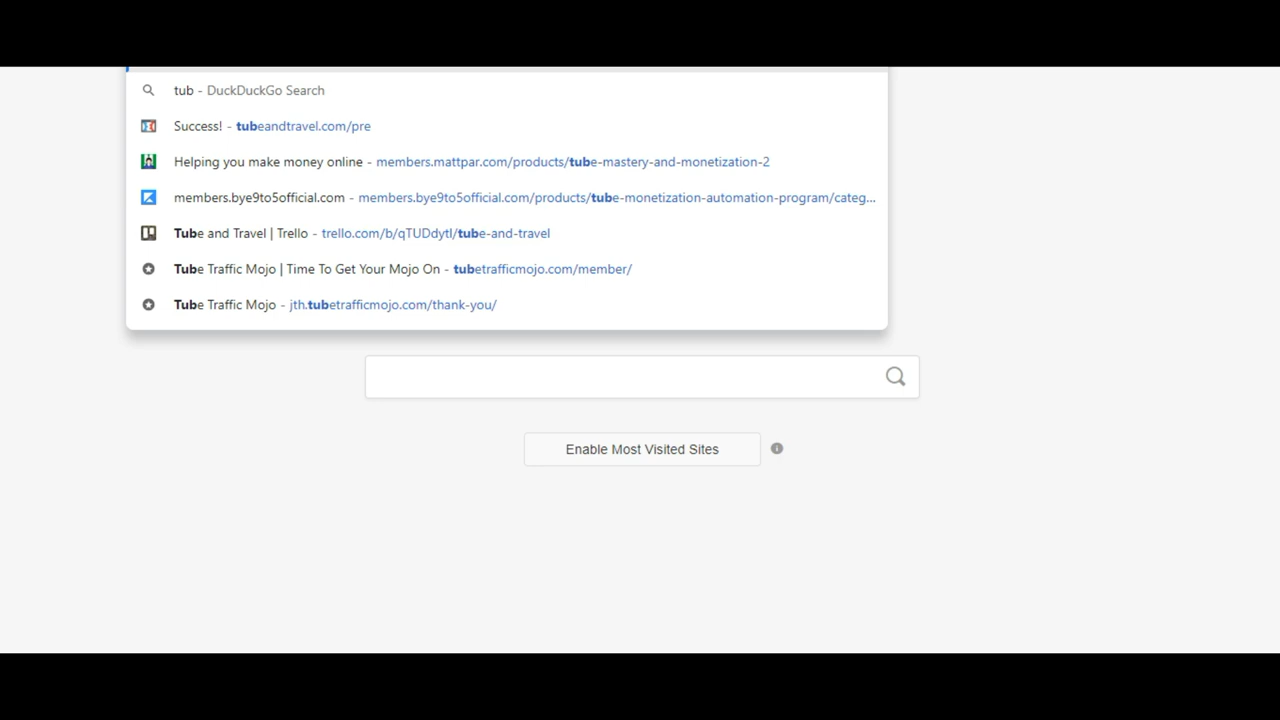 tub - DuckDuckGo Search
Success! - tubeandtravel.com/pre
Helping you make money online - members.mattpar.com/products/tube-mastery-and-monetization-2
members.bye9to5official.com - members.bye9to5official.com/products/tube-monetization-automation-program/categ...
Tube and Travel | Trello - trello.com/b/qTUDdytl/tube-and-travel
Tube Traffic Mojo | Time To Get Your Mojo On - tubetrafficmojo.com/member/
Tube Traffic Mojo - jth.tubetrafficmojo.com/thank-you/
Enable Most Visited Sites